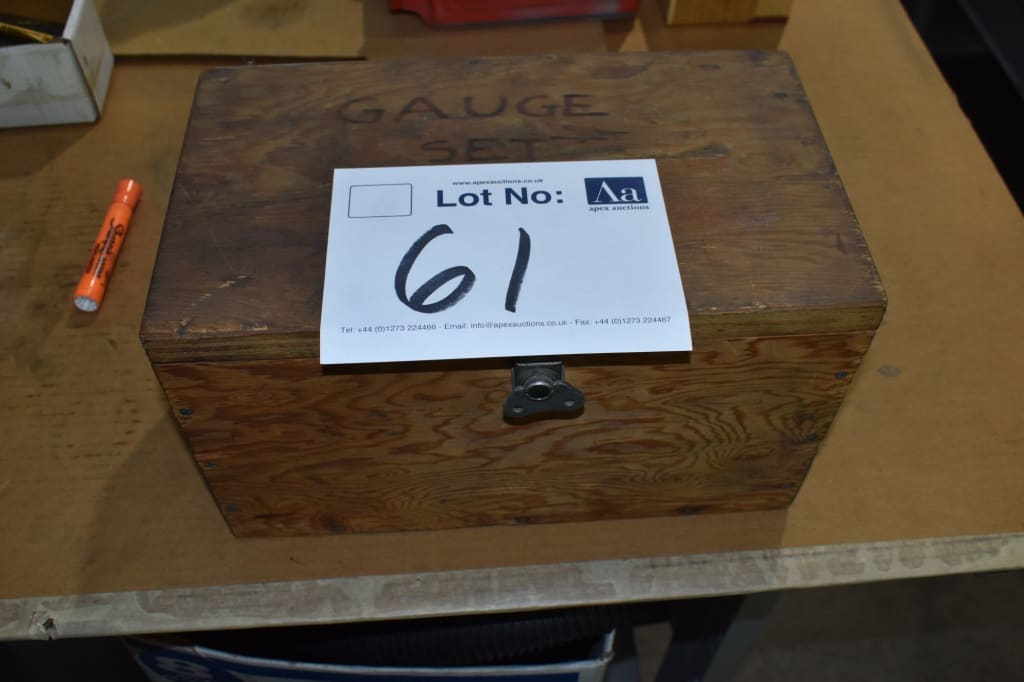 GAUGE
SET
www.apexauctions.co.uk
Lot No:
Aa
apex auctions
61
Tel: +44 (0)1273 224466 - Email: info@apexauctions.co.uk - Fax: +44 (0)1273 224467